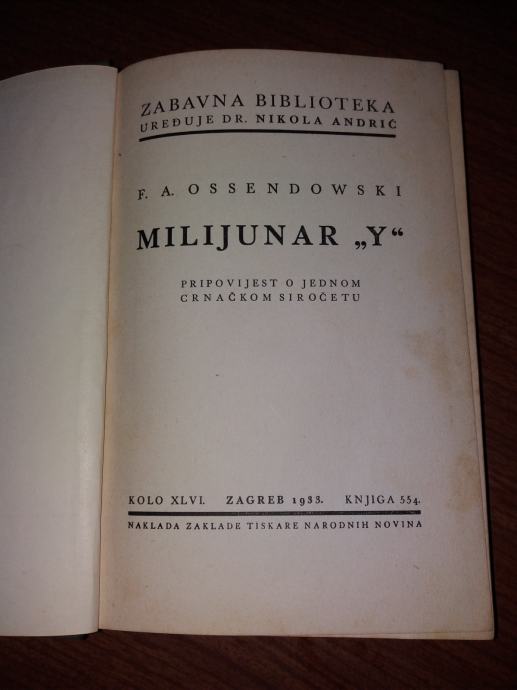 ZABAVNA BIBLIOTEKA
UREĐUJE DR. NIKOLA ANDRIĆ
F. A. OSSENDOWSKI
MILIJUNAR „Y“
PRIPOVIJEST O JEDNOM
CRNAČKOM SIROČETU
KOLO XLVI. ZAGREB 1933. KNJIGA 554.
NAKLADA ZAKLADE TISKARE NARODNIH NOVINA